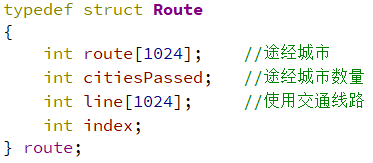 typedef struct Route
{
    int route[1024];    //途经城市
    int citiesPassed;   //途经城市数量
    int line[1024];     //使用交通线路
    int index;
} route;